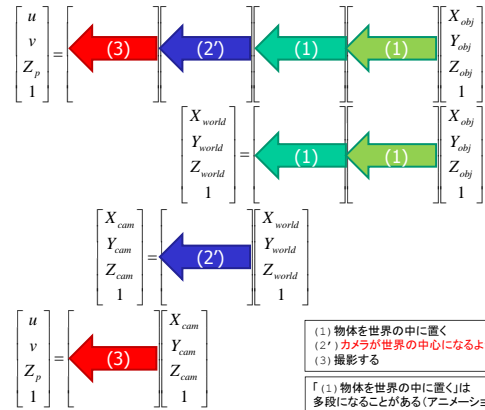 u
v
Z_p
1
=
(3)
(2')
(1)
(1)
X_obj
Y_obj
Z_obj
1
X_world
Y_world
Z_world
1
=
(1)
(1)
X_obj
Y_obj
Z_obj
1
X_cam
Y_cam
Z_cam
1
=
(2')
X_world
Y_world
Z_world
1
u
v
Z_p
1
=
(3)
X_cam
Y_cam
Z_cam
1
(1)物体を世界の中に置く
(2')カメラが世界の中心になるよ
(3)撮影する
「(1)物体を世界の中に置く」は
多段になることがある(アニメーショ